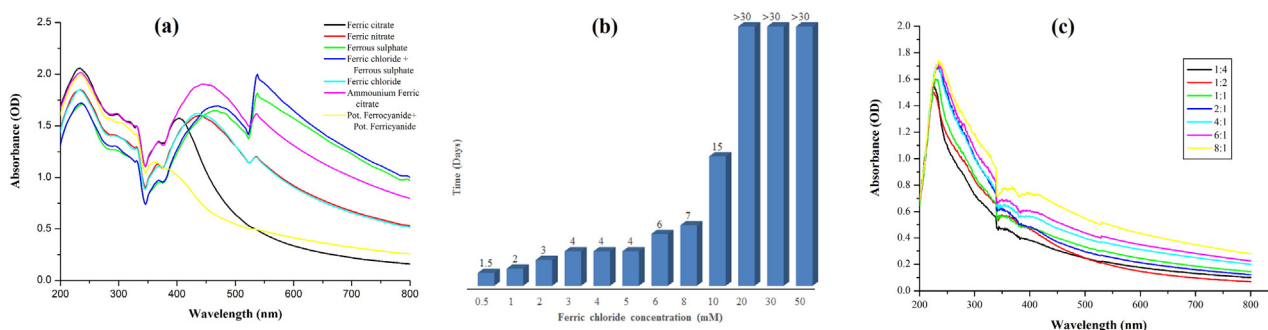 (a)
2.5
2.0
1.5
1.0
0.5
0.0
Absorbance (OD)
200 300 400 500 600 700 800
Wavelength (nm)
Ferric citrate
Ferric nitrate
Ferrous sulphate
Ferric chloride +
Ferrous sulphate
Ferric chloride
Ammounium Ferric
citrate
Pot. Ferrocyanide+
Pot. Ferricyanide
(b)
Time (Days)
1.5 2 3 4 4 4 6 7 15 >30 >30 >30
0.5 1 2 3 4 5 6 8 10 20 30 50
Ferric chloride concentration (mM)
(c)
2.0
1.8
1.6
1.4
1.2
1.0
0.8
0.6
0.4
0.2
0.0
Absorbance (OD)
200 300 400 500 600 700 800
Wavelength (nm)
1:4
1:2
1:1
2:1
4:1
6:1
8:1